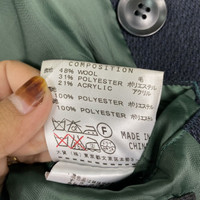 COMPOSITION
48% WOOL 毛
31% POLYESTER ポリエステル
21% ACRYLIC アクリル
100% POLYESTER ポリエステル
100% POLYESTER ポリエステル
F
MADE IN
CHINA